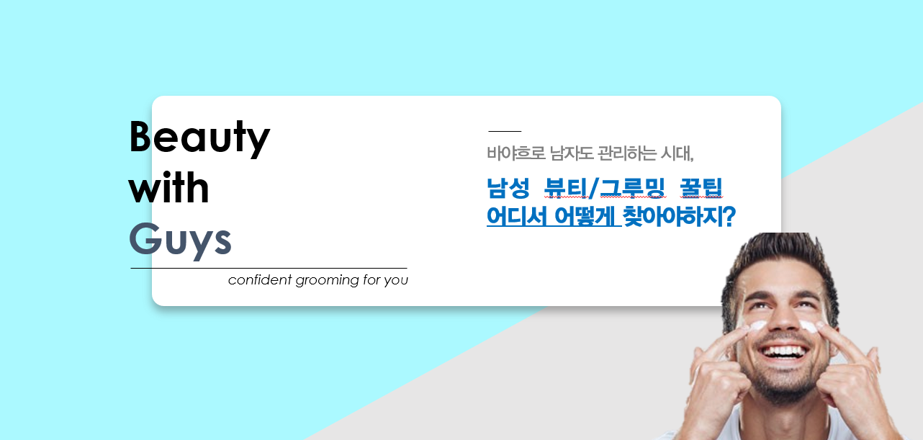 Beauty
with
Guys
confident grooming for you
바야흐로 남자도 관리하는 시대,
남성 뷰티/그루밍 꿀팁
어디서 어떻게 찾아야하지?